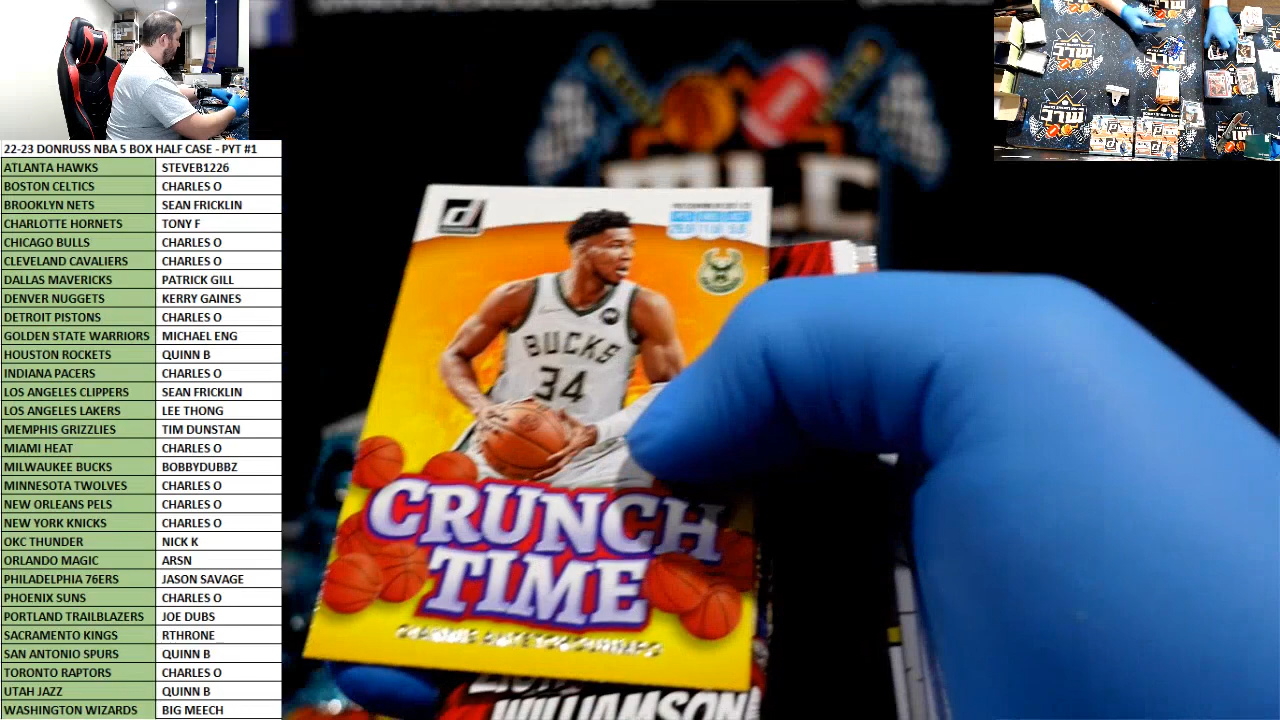 22-23 DONRUSS NBA 5 BOX HALF CASE - PYT #1
ATLANTA HAWKS STEVEB1226
BOSTON CELTICS CHARLES O
BROOKLYN NETS SEAN FRICKLIN
CHARLOTTE HORNETS TONY F
CHICAGO BULLS CHARLES O
CLEVELAND CAVALIERS CHARLES O
DALLAS MAVERICKS PATRICK GILL
DENVER NUGGETS KERRY GAINES
DETROIT PISTONS CHARLES O
GOLDEN STATE WARRIORS MICHAEL ENG
HOUSTON ROCKETS QUINN B
INDIANA PACERS CHARLES O
LOS ANGELES CLIPPERS SEAN FRICKLIN
LOS ANGELES LAKERS LEE THONG
MEMPHIS GRIZZLIES TIM DUNSTAN
MIAMI HEAT CHARLES O
MILWAUKEE BUCKS BOBBYDUBBZ
MINNESOTA TWOLVES CHARLES O
NEW ORLEANS PELS CHARLES O
NEW YORK KNICKS CHARLES O
OKC THUNDER NICK K
ORLANDO MAGIC ARSN
PHILADELPHIA 76ERS JASON SAVAGE
PHOENIX SUNS CHARLES O
PORTLAND TRAILBLAZERS JOE DUBS
SACRAMENTO KINGS RTHRONE
SAN ANTONIO SPURS QUINN B
TORONTO RAPTORS CHARLES O
UTAH JAZZ QUINN B
WASHINGTON WIZARDS BIG MEECH
BUCKS
34
CRUNCH
TIME
WILLIAMSON